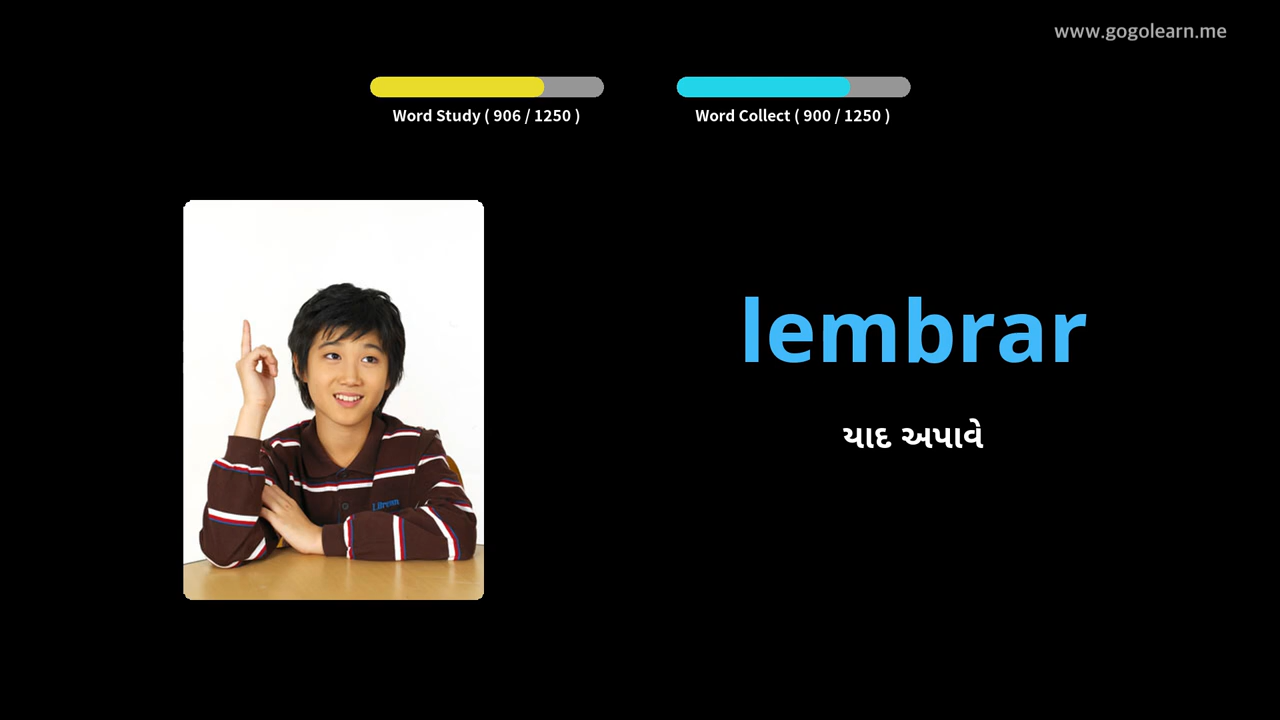 www.gogolearn.me
Word Study ( 906 / 1250 )
Word Collect ( 900 / 1250 )
lembrar
યાદ અપાવે